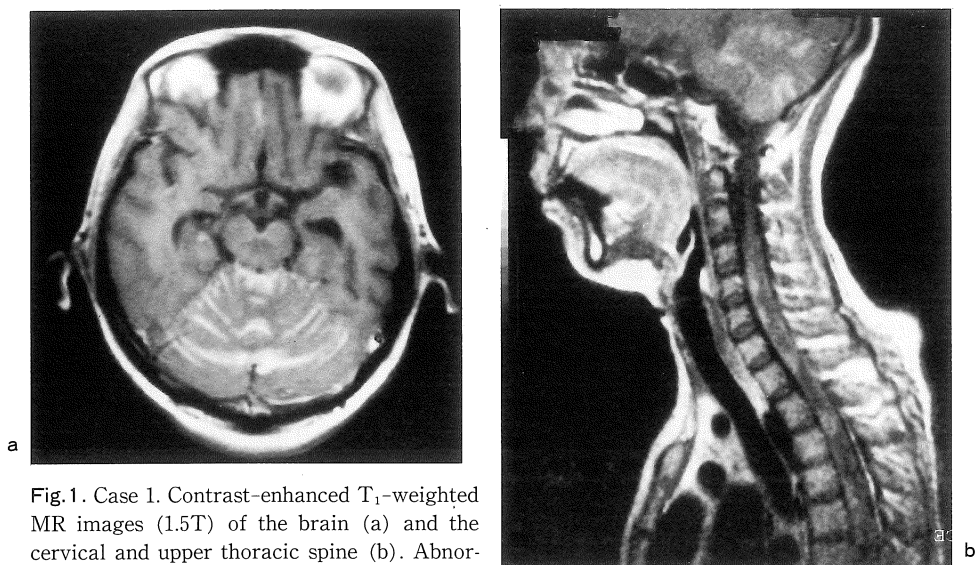 a
Fig.1. Case 1. Contrast-enhanced T₁-weighted
MR images (1.5T) of the brain (a) and the
cervical and upper thoracic spine (b). Abnor-
b